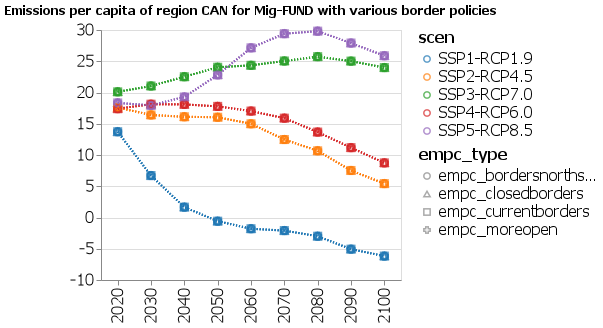 Emissions per capita of region CAN for Mig-FUND with various border policies
30
25
20
15
10
5
0
-5
-10
2020
2030
2040
2050
2060
2070
2080
2090
2100
scen
SSP1-RCP1.9
SSP2-RCP4.5
SSP3-RCP7.0
SSP4-RCP6.0
SSP5-RCP8.5
empc_type
empc_bordersnorths...
empc_closedborders
empc_currentborders
empc_moreopen